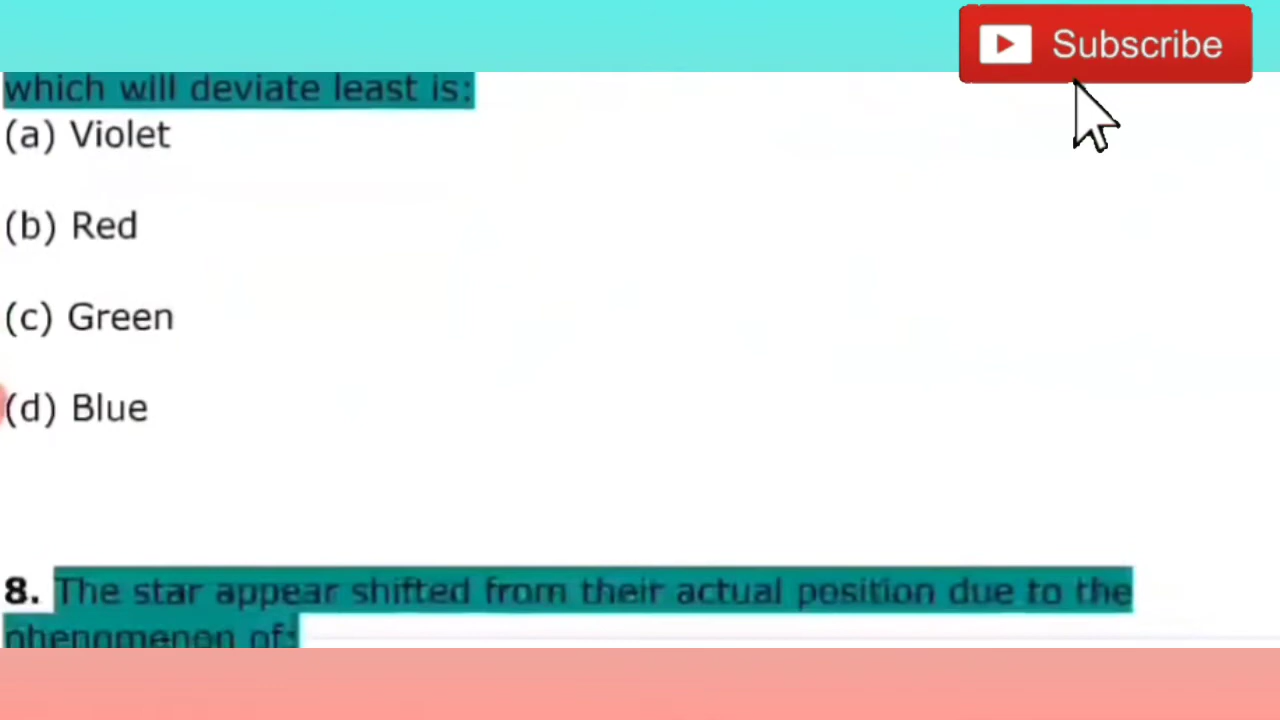 Subscribe
which will deviate least is:
(a) Violet
(b) Red
(c) Green
(d) Blue
8. The star appear shifted from their actual position due to the
phenomenon of: